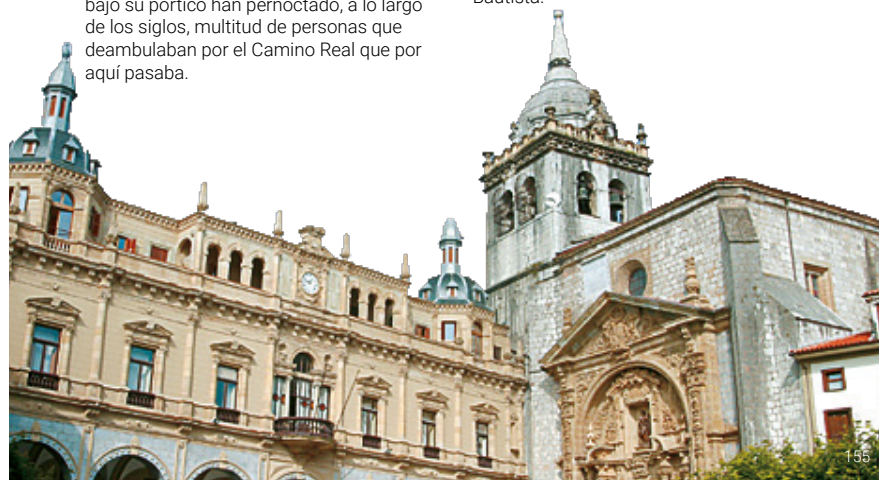 bajo su pórtico han pernoctado, a lo largo
de los siglos, multitud de personas que
deambulaban por el Camino Real que por
aquí pasaba.
Bautista.
155